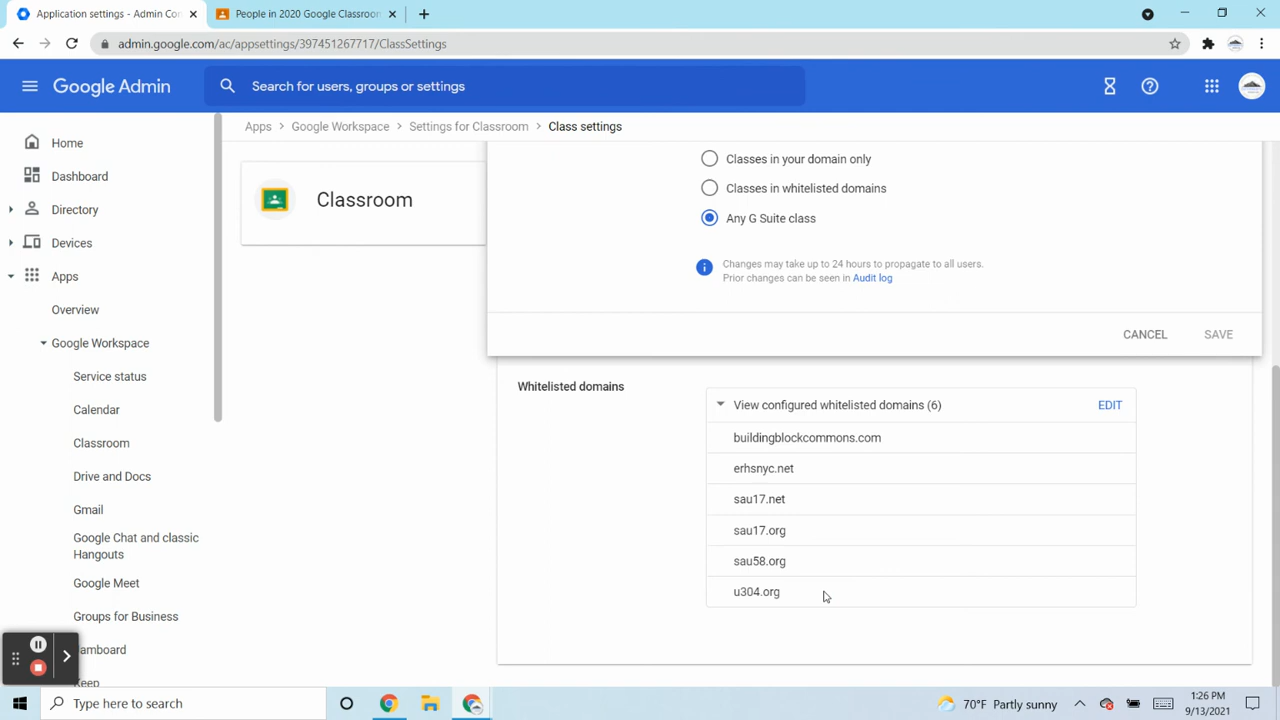 Application settings - Admin Con
People in 2020 Google Classroom
admin.google.com/ac/appsettings/397451267717/ClassSettings
Google Admin
Search for users, groups or settings
Apps > Google Workspace > Settings for Classroom > Class settings
Home
Dashboard
Directory
Devices
Apps
Overview
Google Workspace
Service status
Calendar
Classroom
Drive and Docs
Gmail
Google Chat and classic
Hangouts
Google Meet
Groups for Business
amboard
Keep
Classroom
Classes in your domain only
Classes in whitelisted domains
Any G Suite class
Changes may take up to 24 hours to propagate to all users.
Prior changes can be seen in Audit log
CANCEL SAVE
Whitelisted domains
View configured whitelisted domains (6) EDIT
buildingblockcommons.com
erhsnyc.net
sau17.net
sau17.org
sau58.org
u304.org
Type here to search
70°F Partly sunny
1:26 PM
9/13/2021